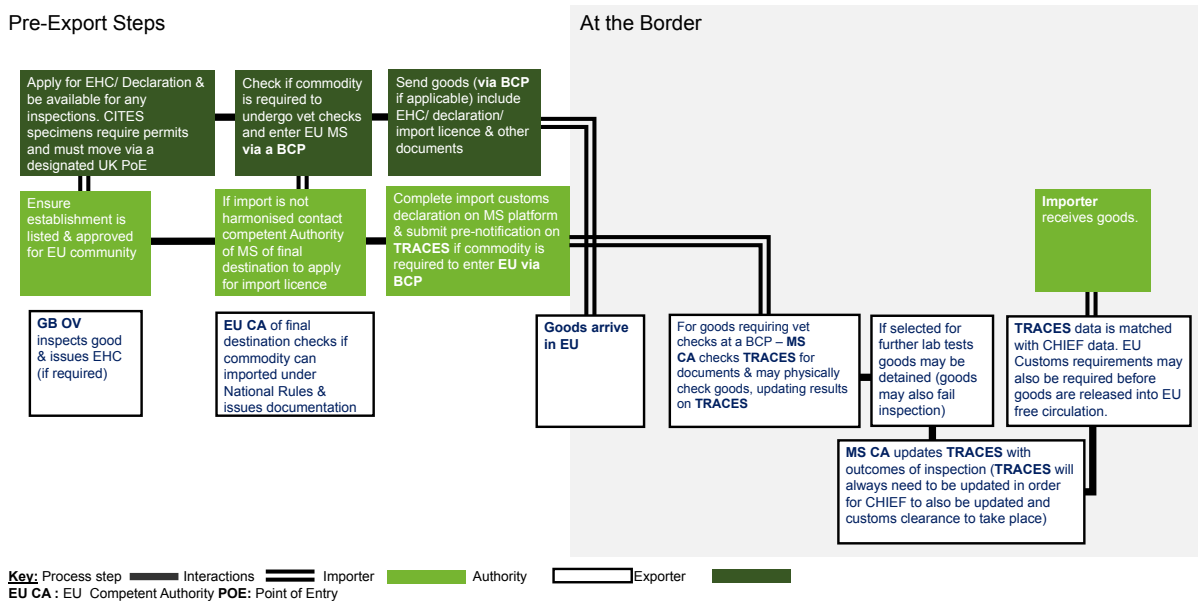 Pre-Export Steps
At the Border
Apply for EHC/ Declaration &
be available for any
inspections. CITES
specimens require permits
and must move via a
designated UK PoE
Check if commodity
is required to
undergo vet checks
and enter EU MS
via a BCP
Send goods (via BCP
if applicable) include
EHC/ declaration/
import licence & other
documents
Ensure
establishment is
listed & approved
for EU community
If import is not
harmonised contact
competent Authority
of MS of final
destination to apply
for import licence
Complete import customs
declaration on MS platform
& submit pre-notification on
TRACES if commodity is
required to enter EU via
BCP
Importer
receives goods.
GB OV
inspects good
& issues EHC
(if required)
EU CA of final
destination checks if
commodity can
imported under
National Rules &
issues documentation
Goods arrive
in EU
For goods requiring vet
checks at a BCP – MS
CA checks TRACES for
documents & may physically
check goods, updating results
on TRACES
If selected for
further lab tests
goods may be
detained (goods
may also fail
inspection)
TRACES data is matched
with CHIEF data. EU
Customs requirements may
also be required before
goods are released into EU
free circulation.
MS CA updates TRACES with
outcomes of inspection (TRACES will
always need to be updated in order
for CHIEF to also be updated and
customs clearance to take place)
Key: Process step Interactions Importer Authority Exporter
EU CA : EU Competent Authority POE: Point of Entry